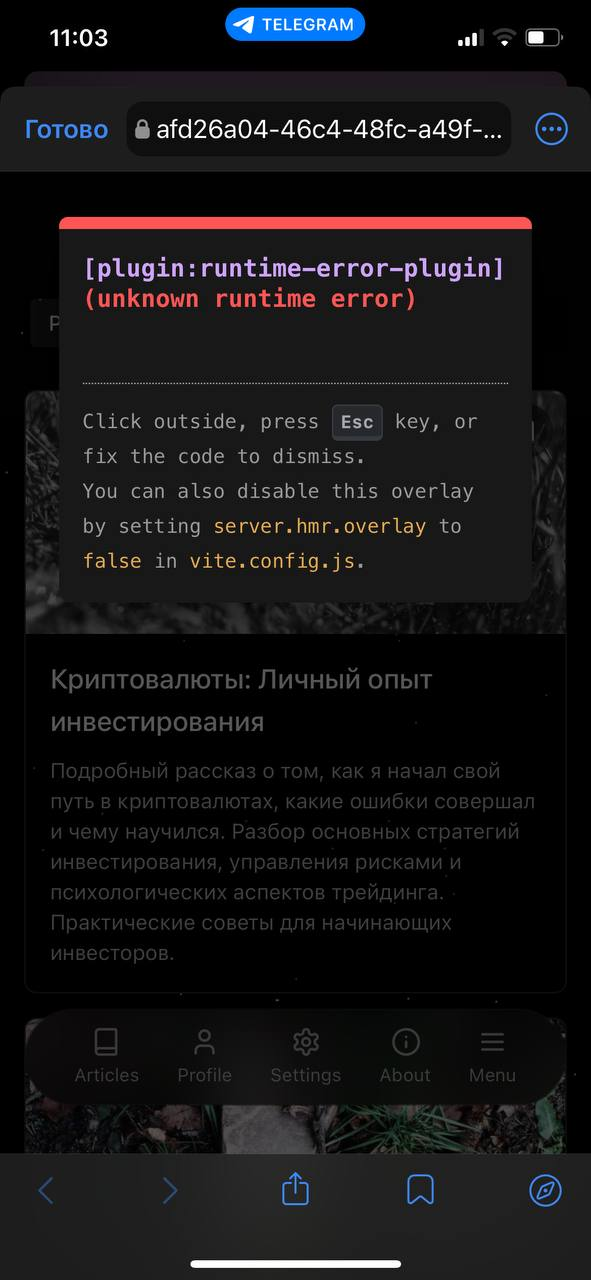 11:03
TELEGRAM
Готово
afd26a04-46c4-48fc-a49f-...
[plugin:runtime-error-plugin]
(unknown runtime error)
P
Click outside, press Esc key, or
fix the code to dismiss.
You can also disable this overlay
by setting server.hmr.overlay to
false in vite.config.js.
Криптовалюты: Личный опыт
инвестирования
Подробный рассказ о том, как я начал свой
путь в криптовалютах, какие ошибки совершал
и чему научился. Разбор основных стратегий
инвестирования, управления рисками и
психологических аспектов трейдинга.
Практические советы для начинающих
инвесторов.
Articles Profile Settings About Menu